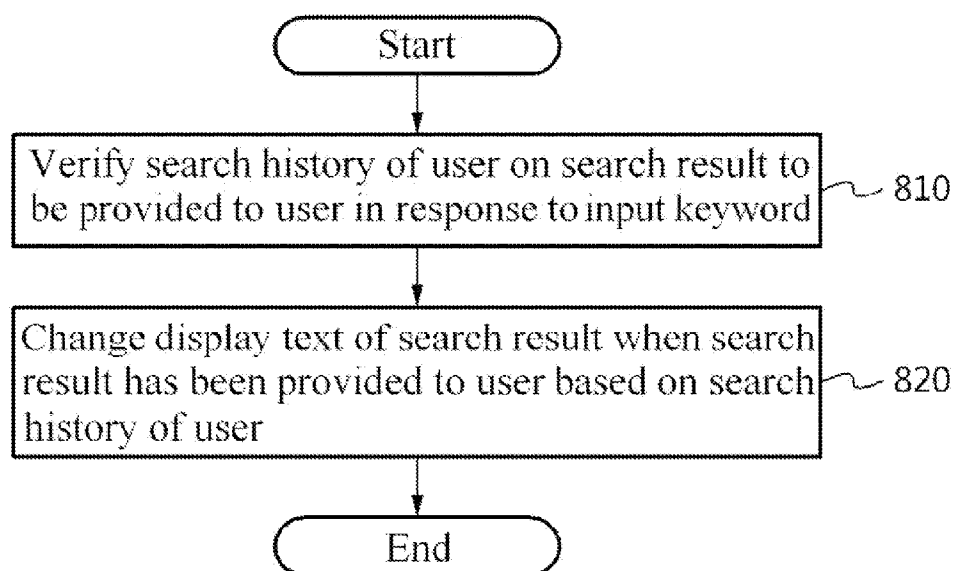 Start
Verify search history of user on search result to
be provided to user in response to input keyword
810
Change display text of search result when search
result has been provided to user based on search
820
history of user
End